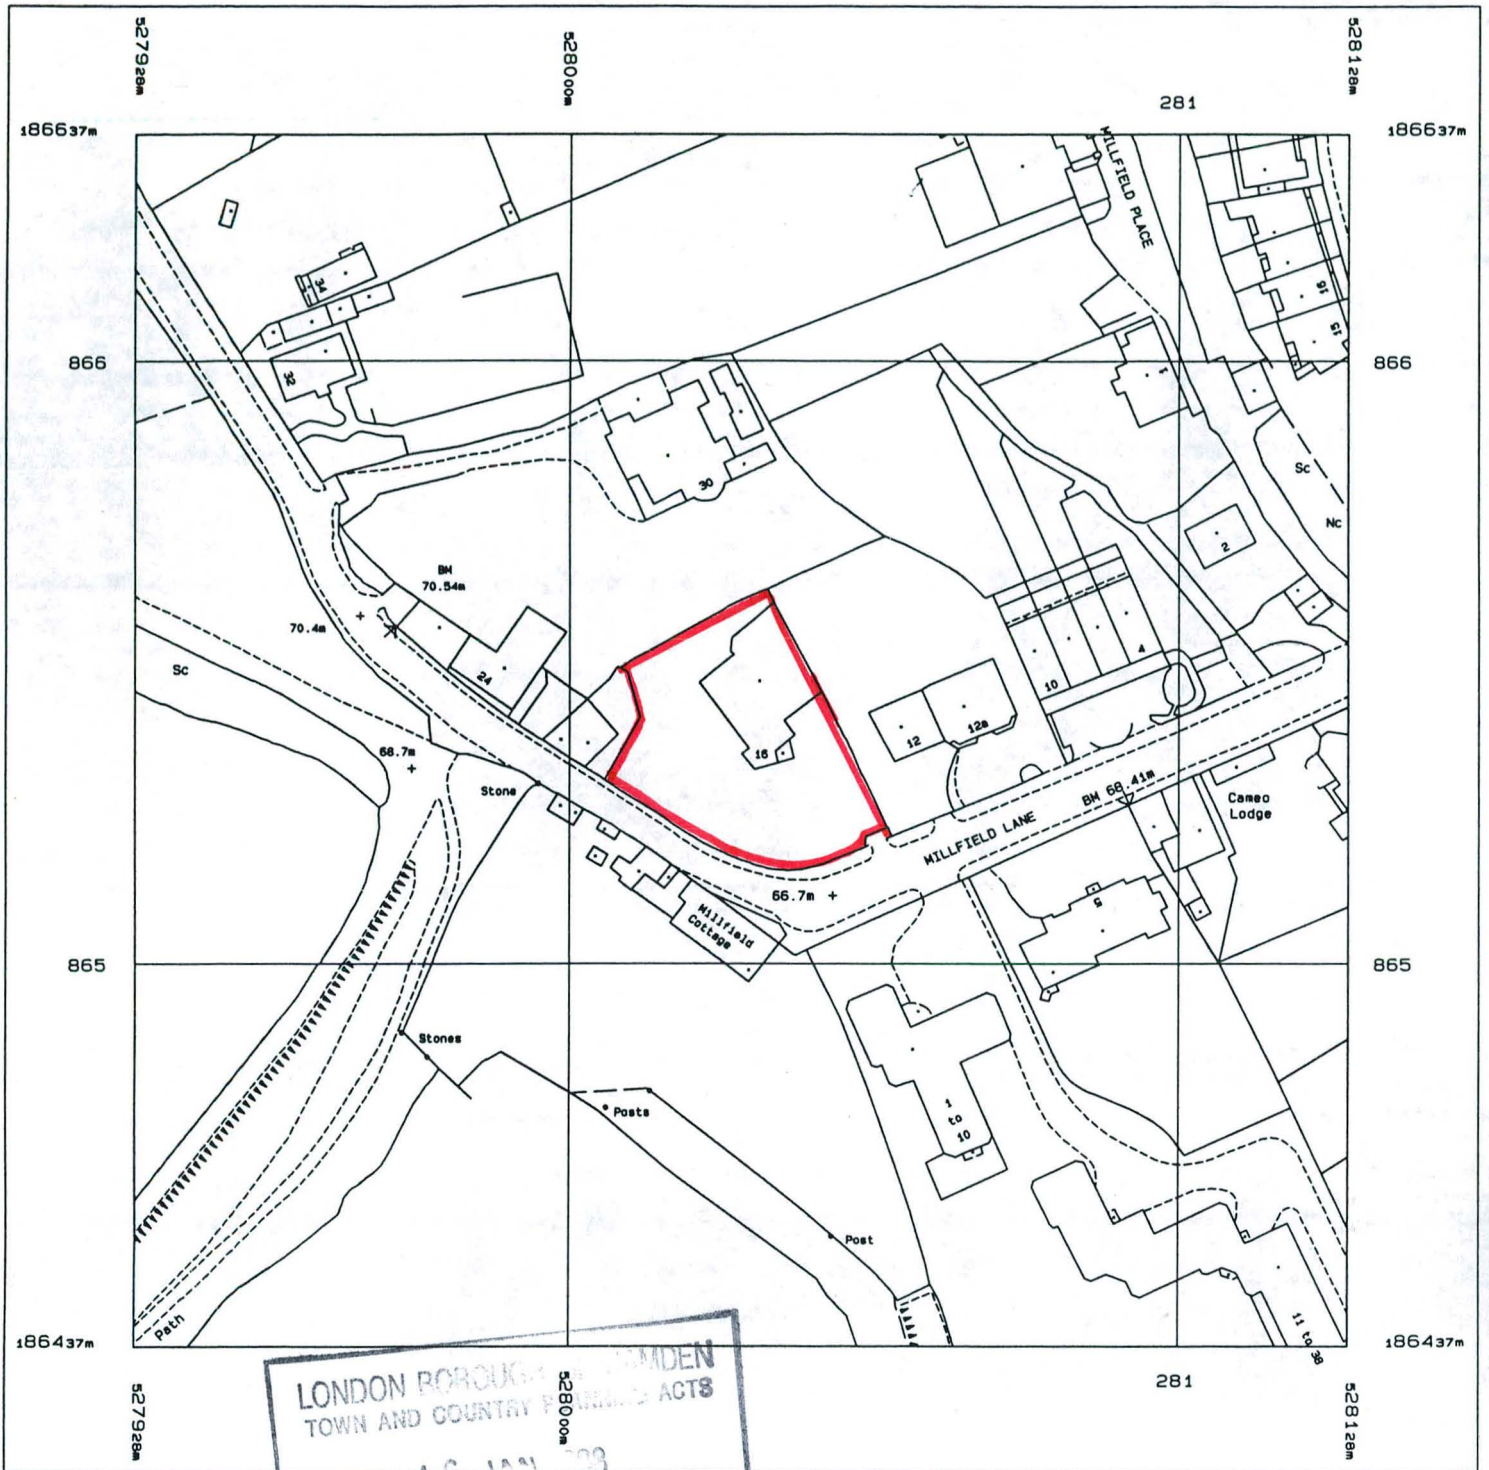 527928m
528000m
281
528128m
186637m
186637m
MILLFIELD PLACE
34
16
15
866
32
1
866
30
Sc
2
Nc
BM
70.54m
70.4m
Sc
24
4
10
16
12
12a
68.7m
Stone
BM 68.41m
Cameo
Lodge
MILLFIELD LANE
66.7m
Millfield
Cottage
5
865
865
Stones
Posts
1
to
10
Post
Path
11 to 38
186437m
186437m
LONDON BOROUGH
TOWN AND COUNTRY ACTS
JAN
527928m
528000m
281
528128m